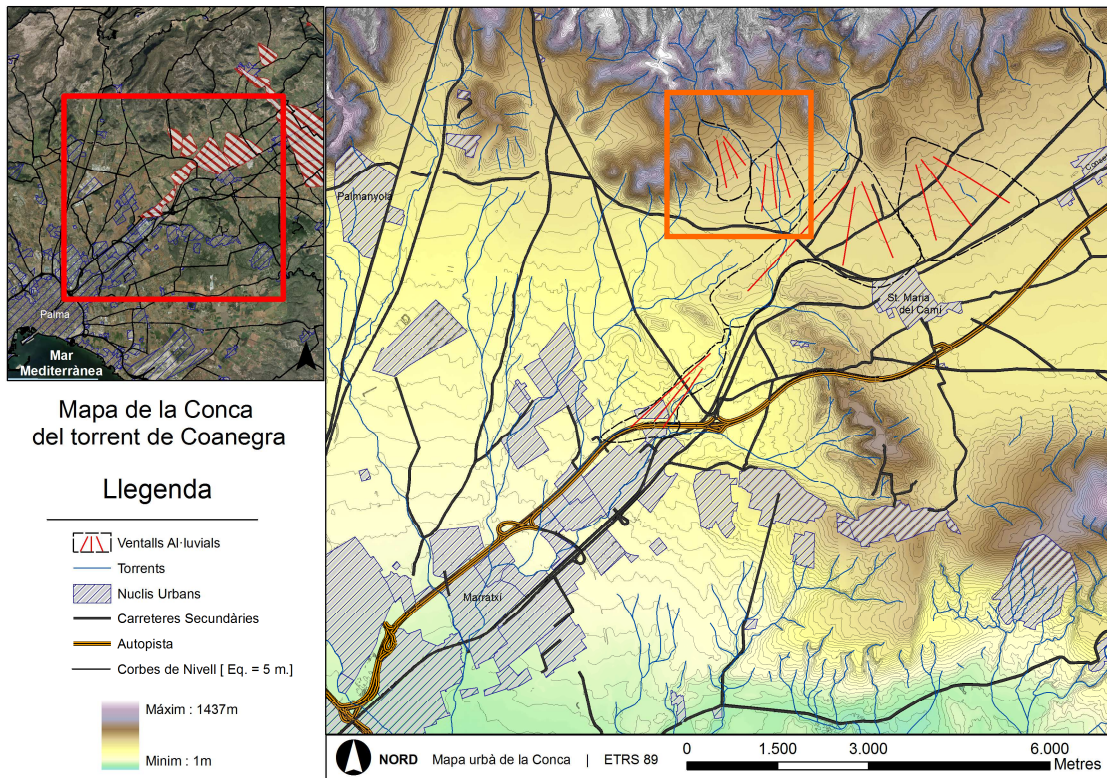 Palma
Mar
Mediterrània
Mapa de la Conca
del torrent de Coanegra
Llegenda
Ventalls Al·luvials
Torrents
Nuclis Urbans
Carreteres Secundàries
Autopista
Corbes de Nivell [ Eq. = 5 m.]
Máxim : 1437m
Minim : 1m
Palmanyola
St. Maria
del Camí
Marratxí
NORD Mapa urbà de la Conca | ETRS 89
0 1.500 3.000 6.000
Metres